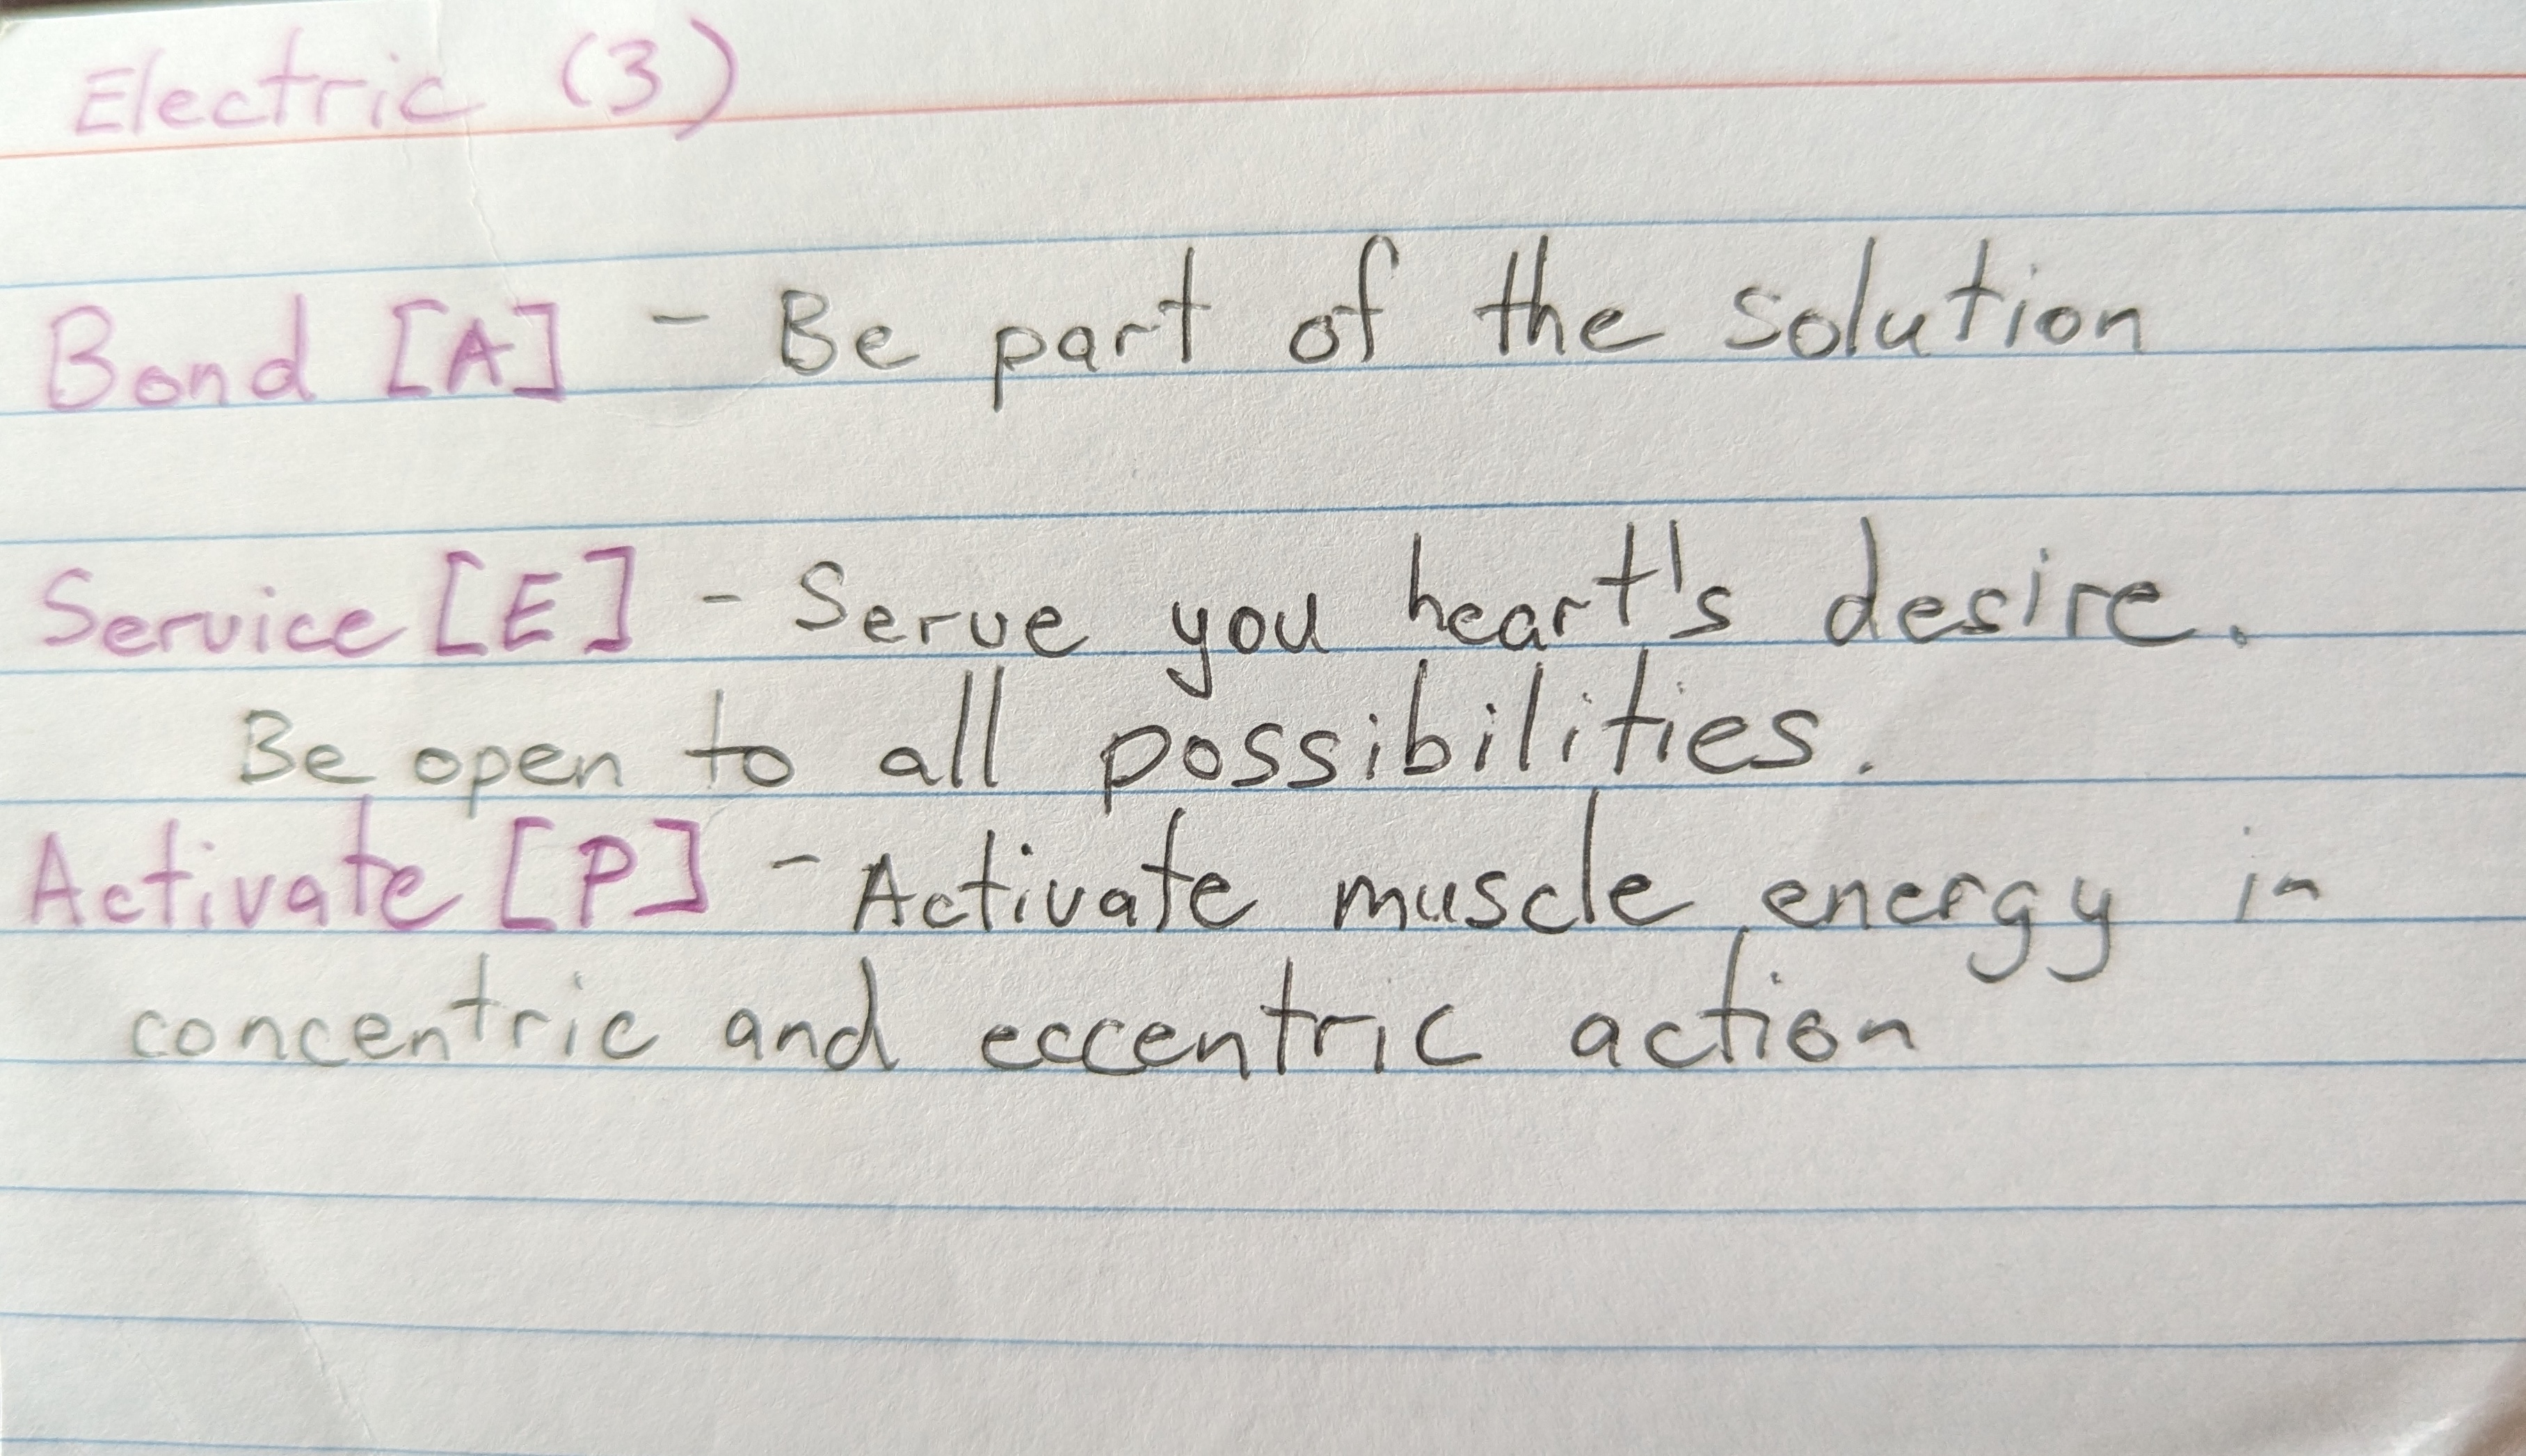 Electric (3)
Bond [A] - Be part of the solution
Service [E] - Serve you heart's desire.
Be open to all possibilities.
Activate [P] - Activate muscle energy in
concentric and eccentric action